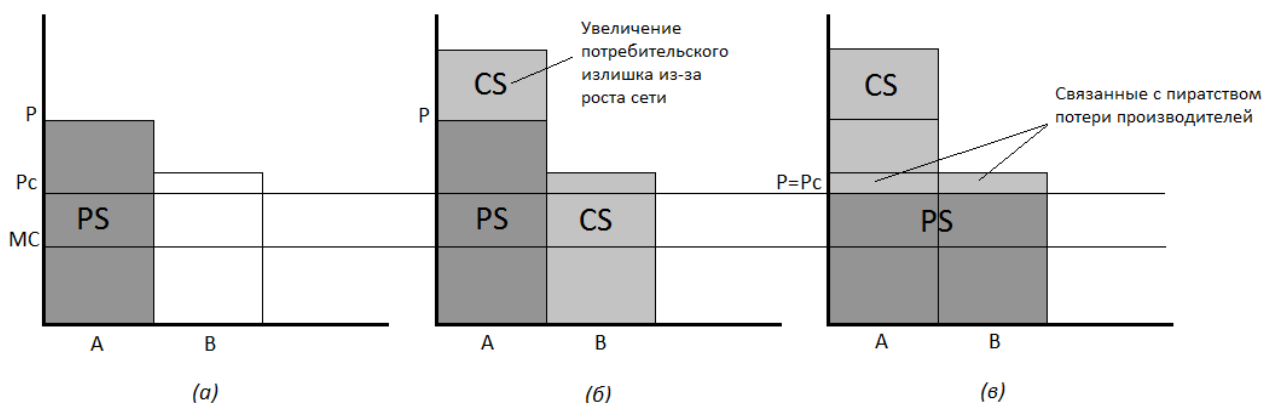 P
Pc
MC
PS
A
B
(а)
Увеличение
потребительского
излишка из-за
роста сети
CS
P
PS
CS
A
B
(б)
CS
Связанные с пиратством
потери производителей
P=Pc
PS
A
B
(в)